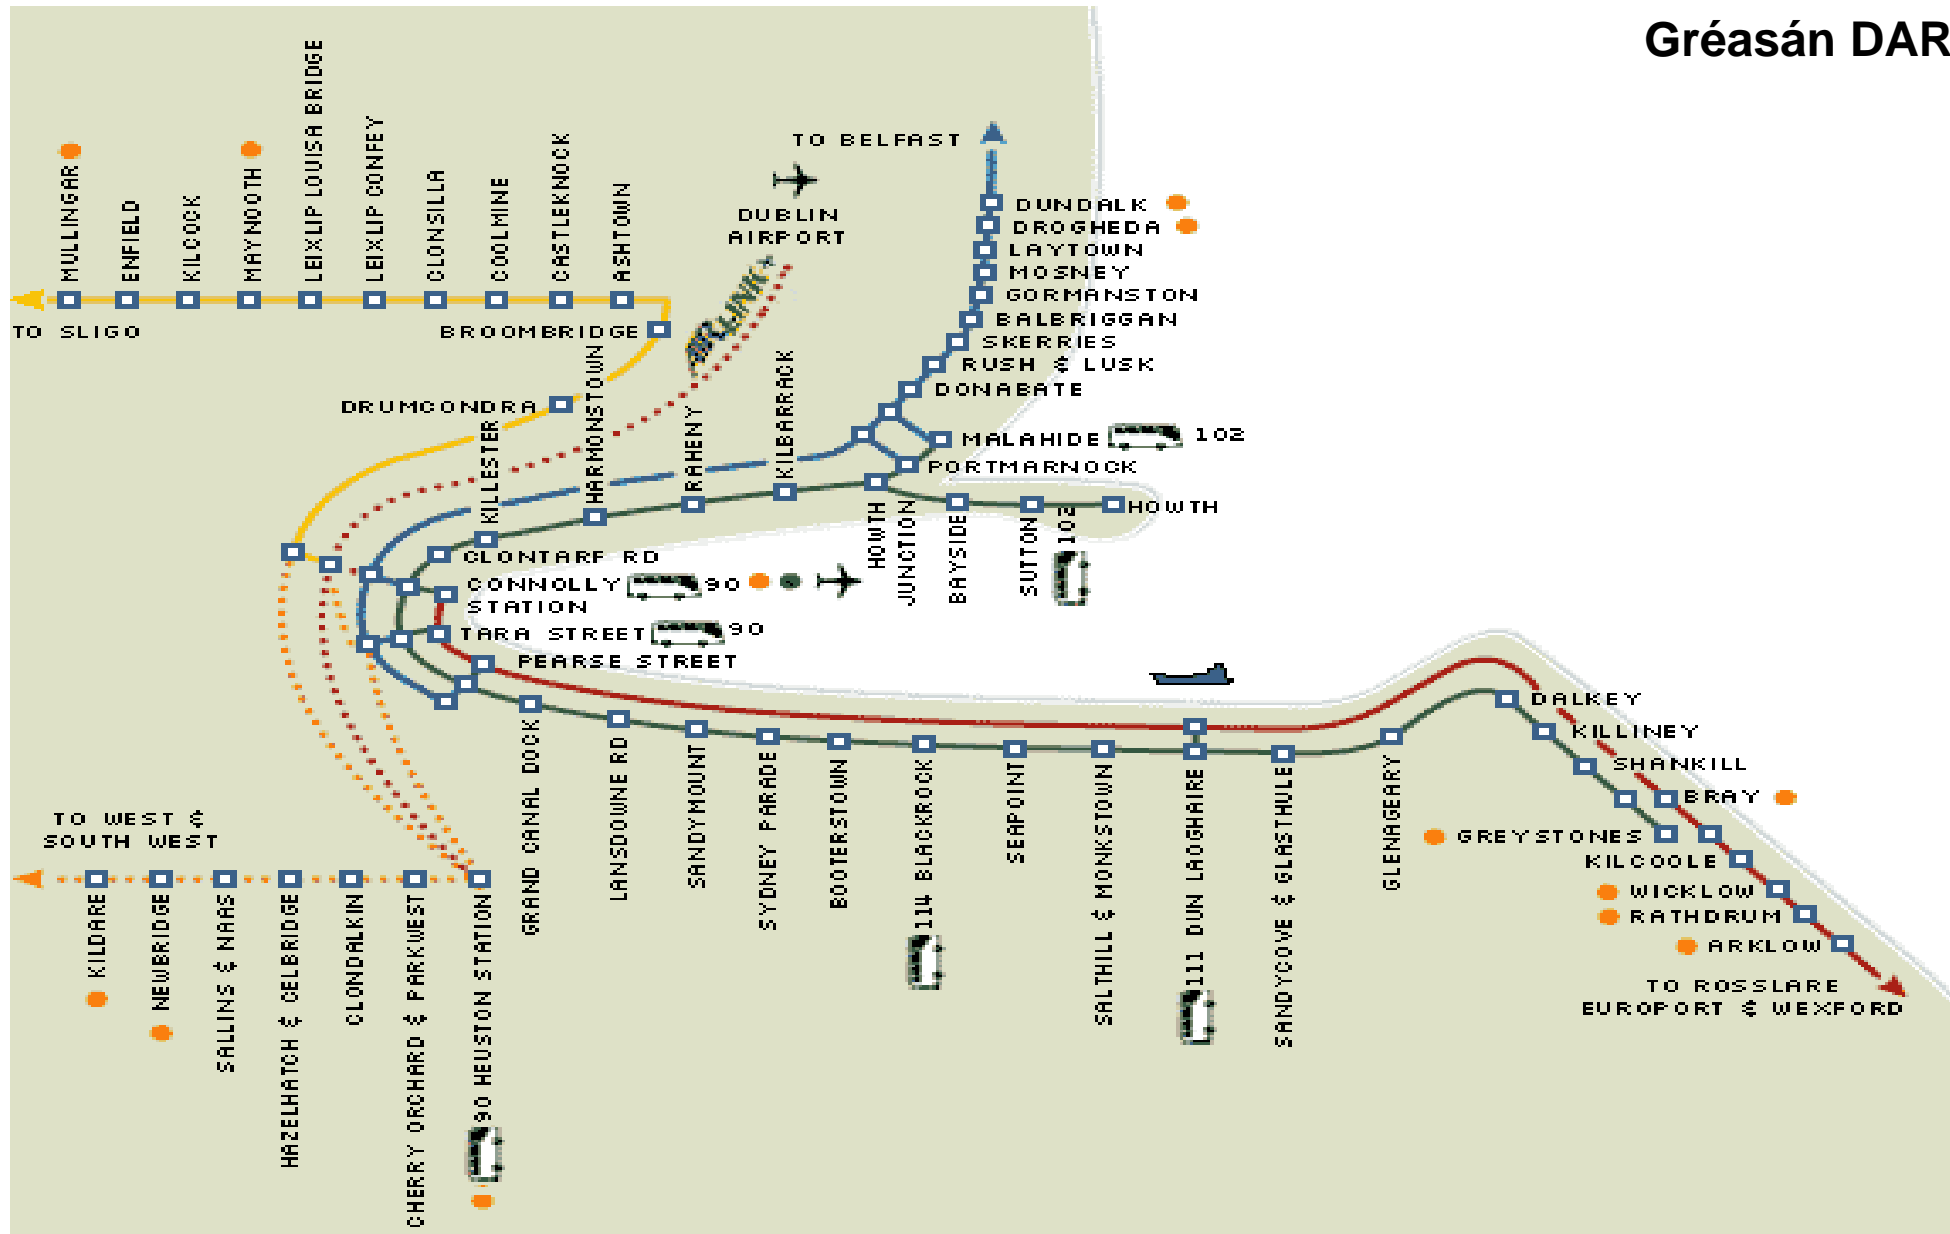 Gréasán DAR
MULLINGAR
ENFIELD
KILCOCK
MAYNOOTH
LEIXLIP LOUISA BRIDGE
LEIXLIP CONFEY
CLONSILLA
COOLMINE
CASTLEKNOCK
ASHTOWN
TO SLIGO
BROOMBRIDGE
DRUMCONDRA
TO BELFAST
DUBLIN
AIRPORT
AIRLINK
DUNDALK
DROGHEDA
LAYTOWN
MOSNEY
GORMANSTON
BALBRIGGAN
SKERRIES
RUSH & LUSK
DONABATE
MALAHIDE 102
PORTMARNOCK
KILLESTER
HARMONSTOWN
RAHENY
KILBARRACK
HOWTH
JUNCTION
BAYSIDE
SUTTON
102
HOWTH
CLONTARF RD
CONNOLLY 90
STATION
TARA STREET 90
PEARSE STREET
GRAND CANAL DOCK
LANSDOWNE RD
SANDYMOUNT
SYDNEY PARADE
BOOTERSTOWN
114 BLACKROCK
SEAPOINT
SALTHILL & MONKSTOWN
111 DUN LAOGHAIRE
SANDYCOVE & GLASTHULE
GLENAGEARY
DALKEY
KILLINEY
SHANKILL
BRAY
GREYSTONES
KILCOOLE
WICKLOW
RATHDRUM
ARKLOW
TO ROSSLARE
EUROPORT & WEXFORD
TO WEST &
SOUTH WEST
KILDARE
NEWBRIDGE
SALLINS & NAAS
HAZELHATCH & CELBRIDGE
CLONDALKIN
CHERRY ORCHARD & PARKWEST
90 HEUSTON STATION